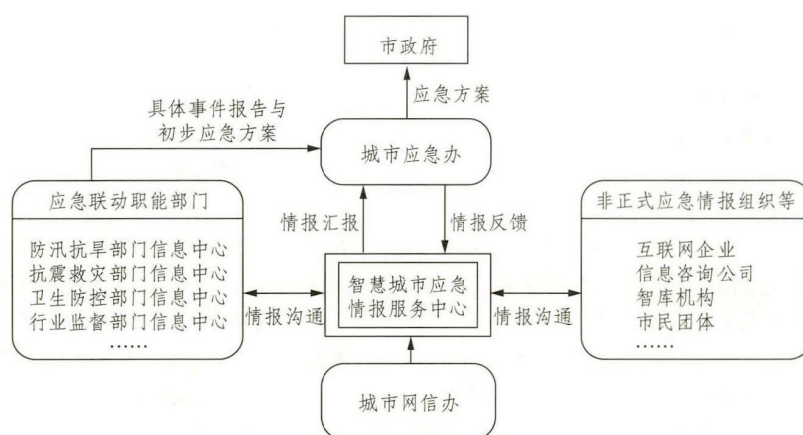 市政府
应急方案
具体事件报告与
初步应急方案
城市应急办
应急联动职能部门
防汛抗旱部门信息中心
抗震救灾部门信息中心
卫生防控部门信息中心
行业监督部门信息中心
……
情报汇报
情报反馈
非正式应急情报组织等
互联网企业
信息咨询公司
智库机构
市民团体
……
情报沟通
智慧城市应急
情报服务中心
情报沟通
城市网信办